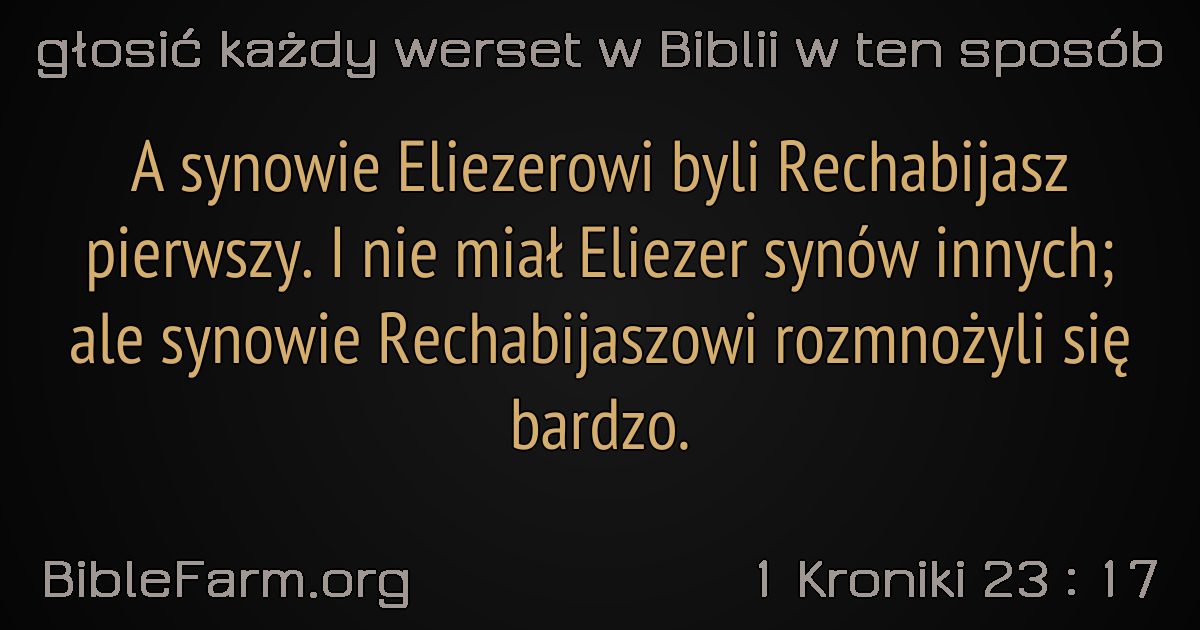 głosić każdy werset w Biblii w ten sposób
A synowie Eliezerowi byli Rechabijasz
pierwszy. I nie miał Eliezer synów innych;
ale synowie Rechabijaszowi rozmnożyli się
bardzo.
BibleFarm.org
1 Kroniki 23 : 17